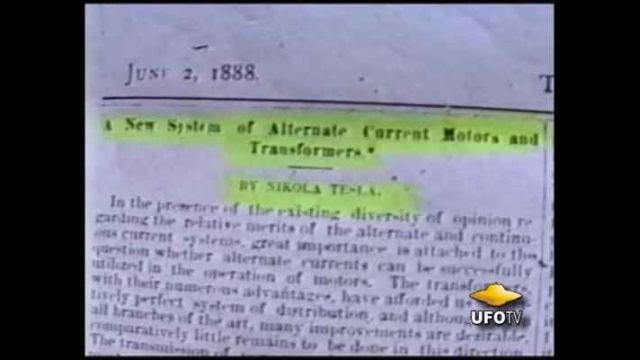 JUNE 2, 1888.
T
A New System of Alternate Current Motors and
Transformers.*
BY NIKOLA TESLA.
In the presence of the existing diversity of opinion re-
garding the relative merits of the alternate and continu-
ous current systems, great importance is attached to the
question whether alternate currents can be successfully
utilized in the operation of motors. The transformers,
with their numerous advantages, have afforded us
tively perfect system of distribution, and although
all branches of the art, many improvements are desirable,
comparatively little remains to be done in this direction
The transmission of
UFOTV